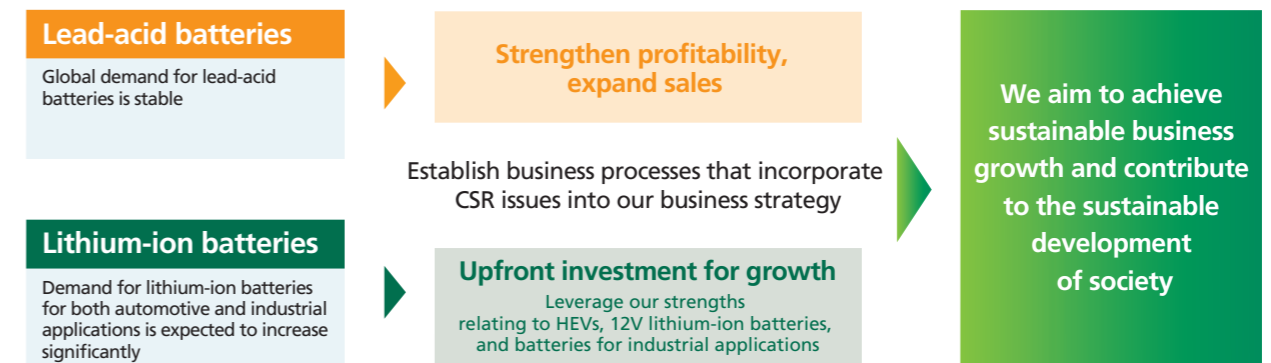 Lead-acid batteries
Global demand for lead-acid
batteries is stable
Strengthen profitability,
expand sales
Establish business processes that incorporate
CSR issues into our business strategy
Lithium-ion batteries
Demand for lithium-ion batteries
for both automotive and industrial
applications is expected to increase
significantly
Upfront investment for growth
Leverage our strengths
relating to HEVs, 12V lithium-ion batteries,
and batteries for industrial applications
We aim to achieve
sustainable business
growth and contribute
to the sustainable
development
of society